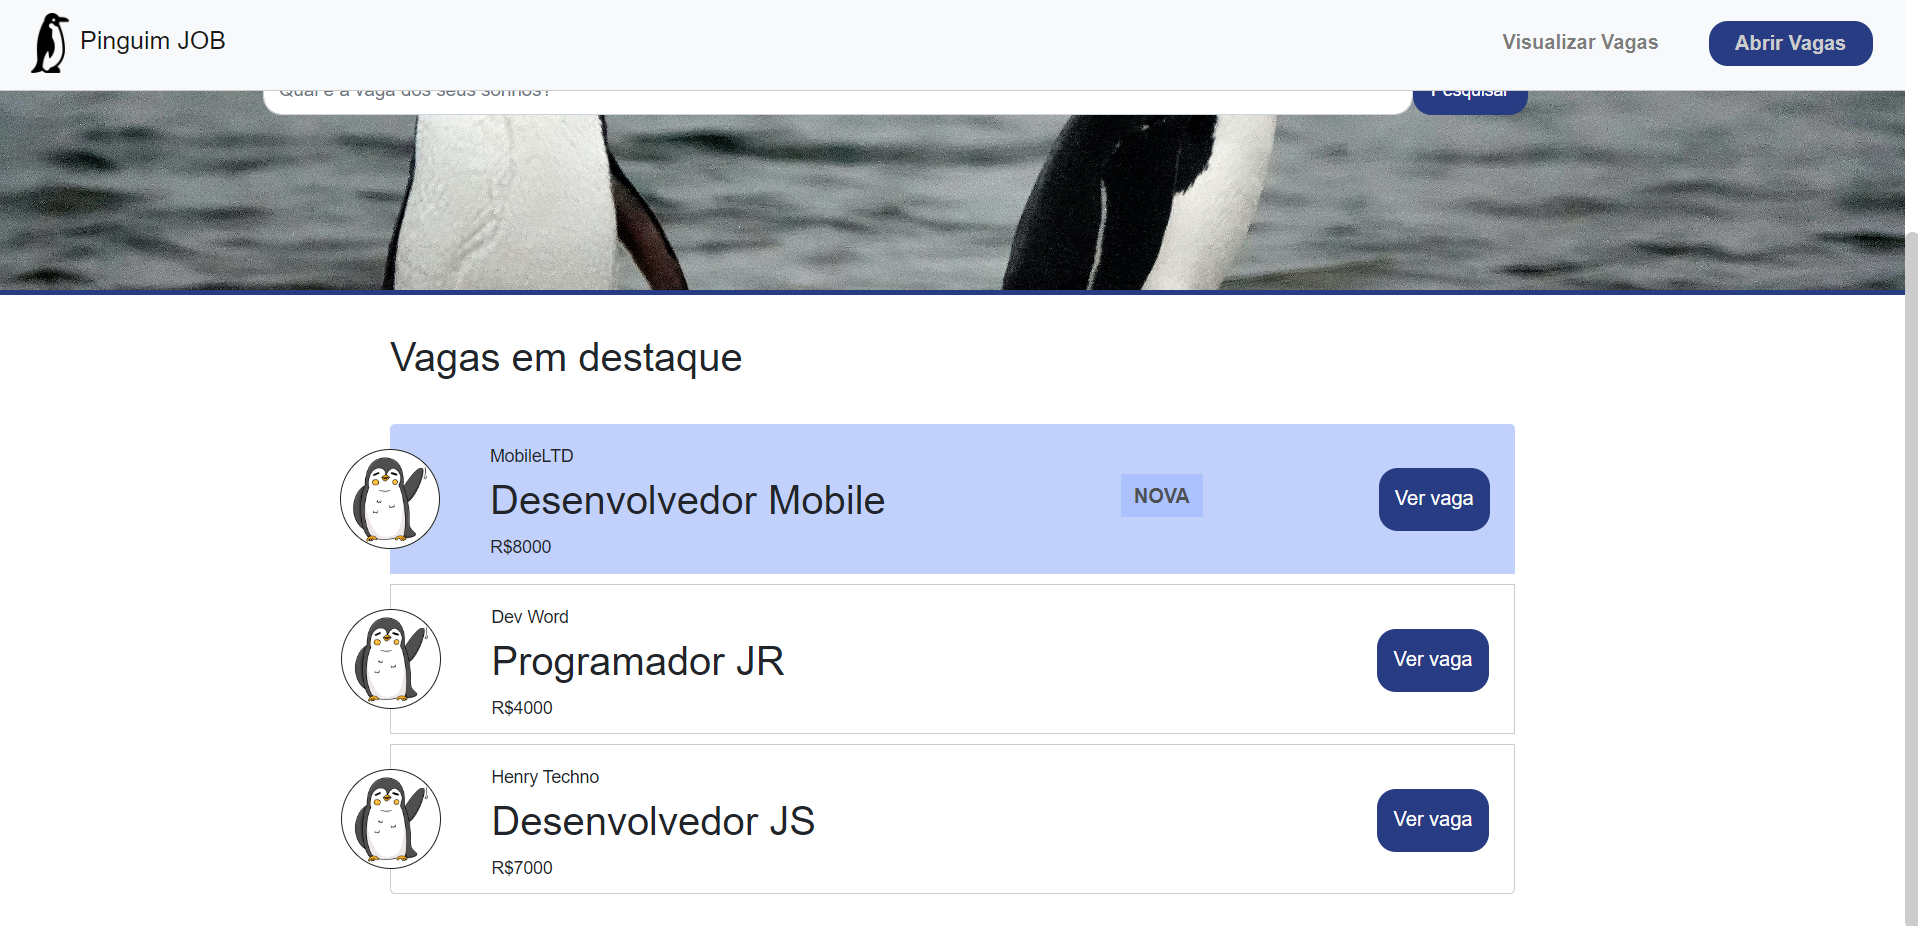 Pinguim JOB
Visualizar Vagas
Abrir Vagas
Qual é a vaga dos seus sonhos?
Pesquisar
Vagas em destaque
MobileLTD
Desenvolvedor Mobile
R$8000
NOVA
Ver vaga
Dev Word
Programador JR
R$4000
Ver vaga
Henry Techno
Desenvolvedor JS
R$7000
Ver vaga